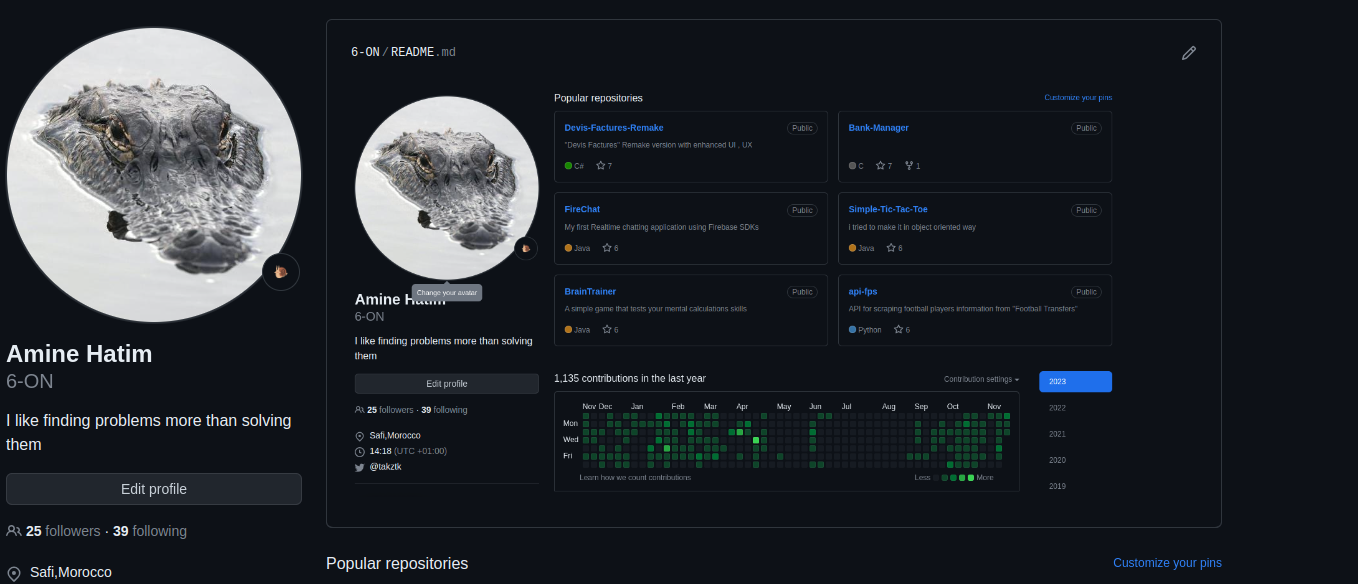 Amine Hatim
6-ON
I like finding problems more than solving
them
Edit profile
25 followers · 39 following
Safi,Morocco
6-ON/README.md
Change your avatar
Amine Hatim
6-ON
I like finding problems more than solving
them
Edit profile
25 followers · 39 following
Safi,Morocco
14:18 (UTC +01:00)
@takztk
Popular repositories
Customize your pins
Devis-Factures-Remake
Public
"Devis Factures" Remake version with enhanced UI , UX
C# 7
Bank-Manager
Public
C 7 1
FireChat
Public
My first Realtime chatting application using Firebase SDKs
Java 6
Simple-Tic-Tac-Toe
Public
i tried to make it in object oriented way
Java 6
BrainTrainer
Public
A simple game that tests your mental calculations skills
Java 6
api-fps
Public
API for scraping football players information from "Football Transfers"
Python 6
1,135 contributions in the last year
Contribution settings
Nov Dec Jan Feb Mar Apr May Jun Jul Aug Sep Oct Nov
Mon
Wed
Fri
Learn how we count contributions
Less More
2023
2022
2021
2020
2019
Popular repositories
Customize your pins